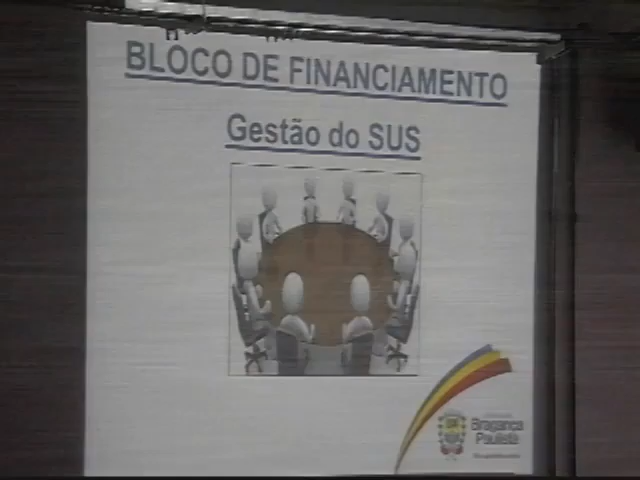 BLOCO DE FINANCIAMENTO
Gestão do SUS
Bragança
Paulista